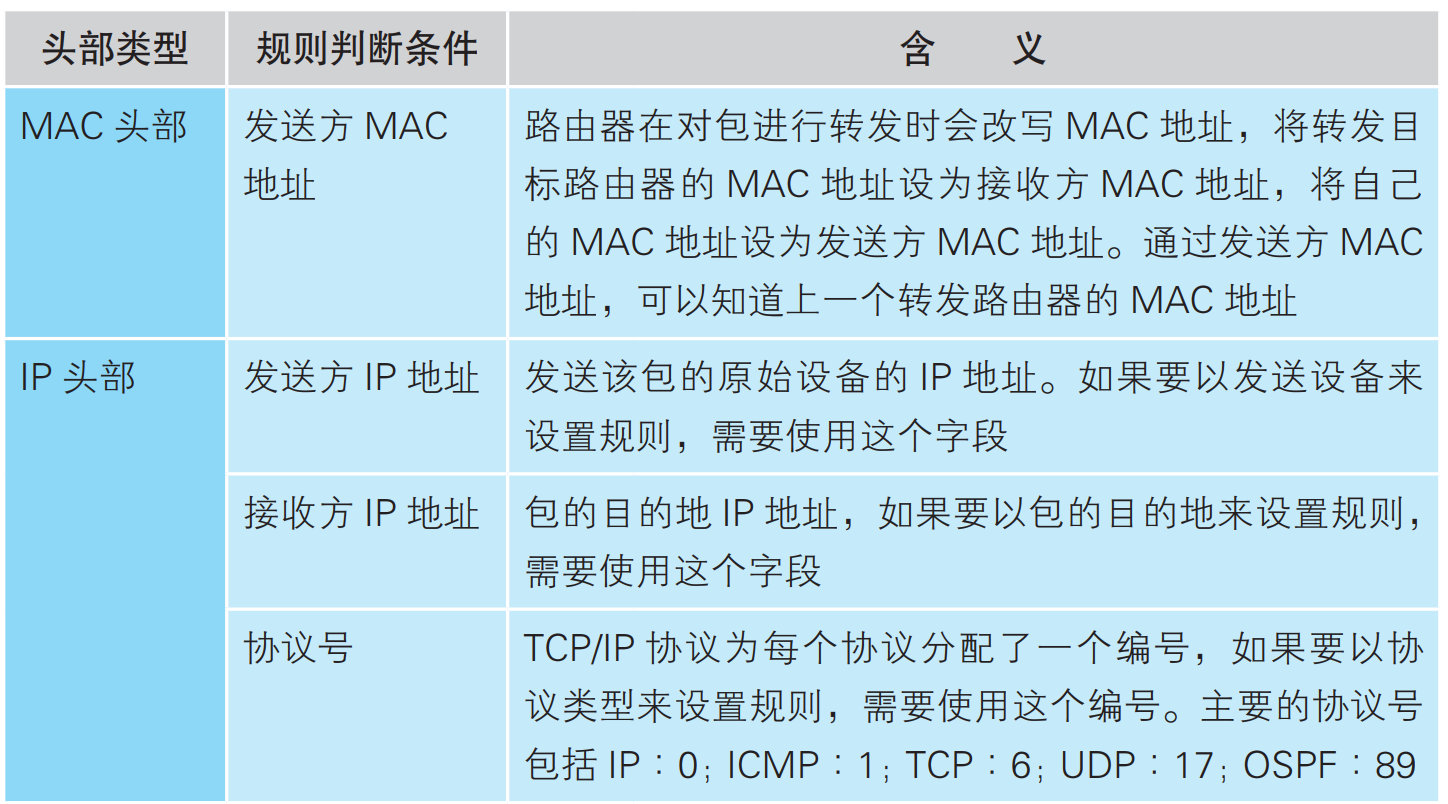 头部类型 规则判断条件 含 义
MAC 头部 发送方 MAC 地址
路由器在对包进行转发时会改写 MAC 地址，将转发目
标路由器的 MAC 地址设为接收方 MAC 地址，将自己
的 MAC 地址设为发送方 MAC 地址。通过发送方 MAC
地址，可以知道上一个转发路由器的 MAC 地址
IP 头部 发送方 IP 地址
发送该包的原始设备的 IP 地址。如果要以发送设备来
设置规则，需要使用这个字段
接收方 IP 地址
包的目的地 IP 地址，如果要以包的目的地来设置规则，
需要使用这个字段
协议号
TCP/IP 协议为每个协议分配了一个编号，如果要以协
议类型来设置规则，需要使用这个编号。主要的协议号
包括 IP：0；ICMP：1；TCP：6；UDP：17；OSPF：89